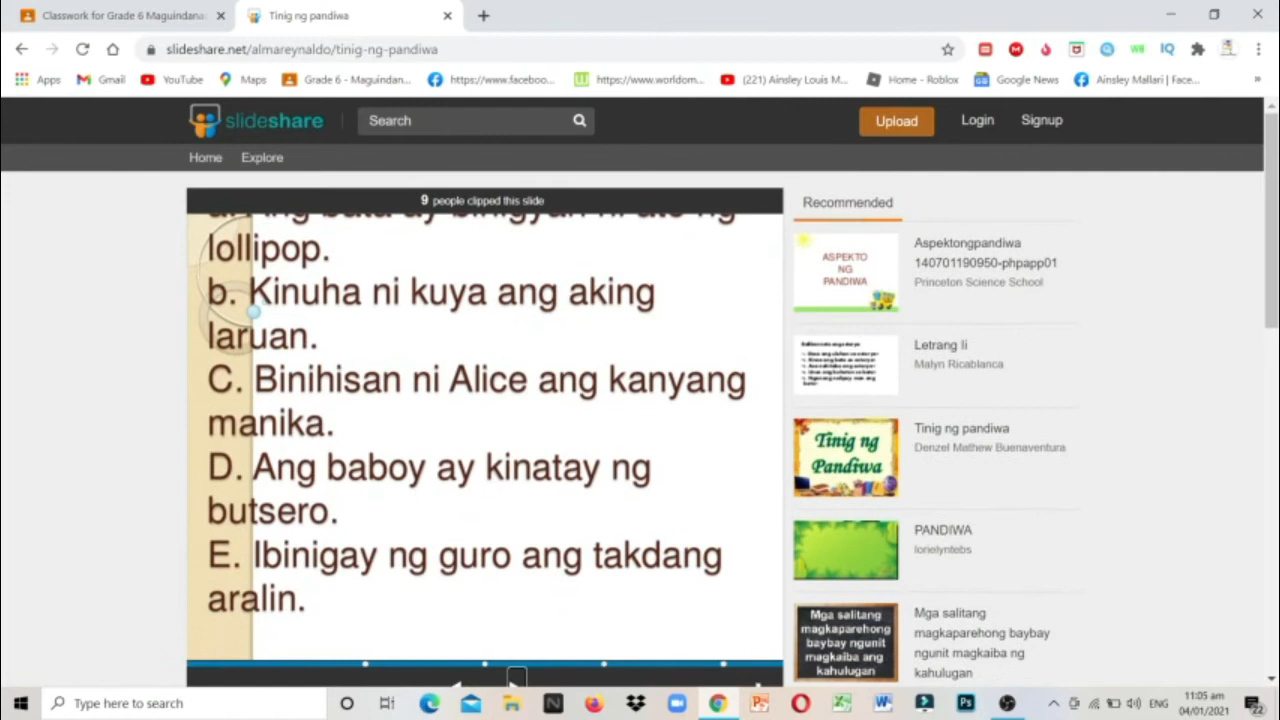 Classwork for Grade 6 Maguindana
Tinig ng pandiwa
slideshare.net/almareynaldo/tinig-ng-pandiwa
Apps
Gmail
YouTube
Maps
Grade 6 - Maguindan...
https://www.faceboo...
https://www.worldom...
(221) Ainsley Louis M...
Home - Roblox
Google News
Ainsley Mallari | Face...
slideshare
Search
Upload
Login
Signup
Home
Explore
9 people clipped this slide
lollipop.
b. Kinuha ni kuya ang aking
laruan.
C. Binihisan ni Alice ang kanyang
manika.
D. Ang baboy ay kinatay ng
butsero.
E. Ibinigay ng guro ang takdang
aralin.
Recommended
ASPEKTO
NG
PANDIWA
Aspektongpandiwa
140701190950-phpapp01
Princeton Science School
Letrang Ii
Malyn Ricablanca
Tinig ng
Pandiwa
Tinig ng pandiwa
Denzel Mathew Buenaventura
PANDIWA
lorielyntebs
Mga salitang
magkaparehong
baybay ngunit
magkaiba ang
kahulugan
Mga salitang
magkaparehong baybay
ngunit magkaiba ng
kahulugan
Type here to search
ENG
11:05 am
04/01/2021
22